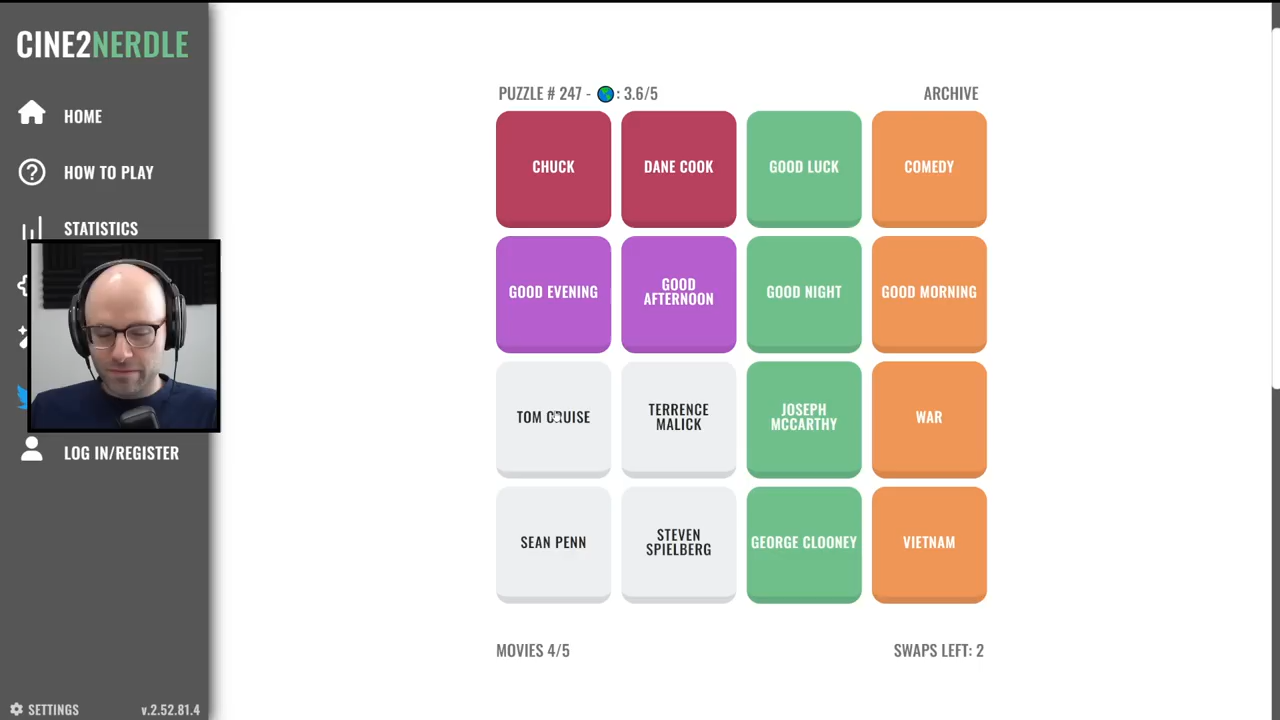 CINE2NERDLE
HOME
HOW TO PLAY
STATISTICS
LOG IN/REGISTER
SETTINGS
v.2.52.81.4
PUZZLE # 247 - : 3.6/5
ARCHIVE
CHUCK
DANE COOK
GOOD LUCK
COMEDY
GOOD EVENING
GOOD
AFTERNOON
GOOD NIGHT
GOOD MORNING
TOM CRUISE
TERRENCE
MALICK
JOSEPH
MCCARTHY
WAR
SEAN PENN
STEVEN
SPIELBERG
GEORGE CLOONEY
VIETNAM
MOVIES 4/5
SWAPS LEFT: 2